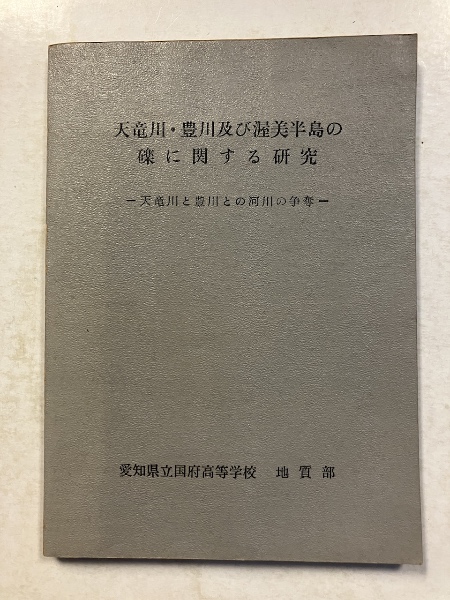 天竜川・豊川及び渥美半島の
礫に関する研究
−天竜川と豊川との河川の争奪−
愛知県立国府高等学校 地質部